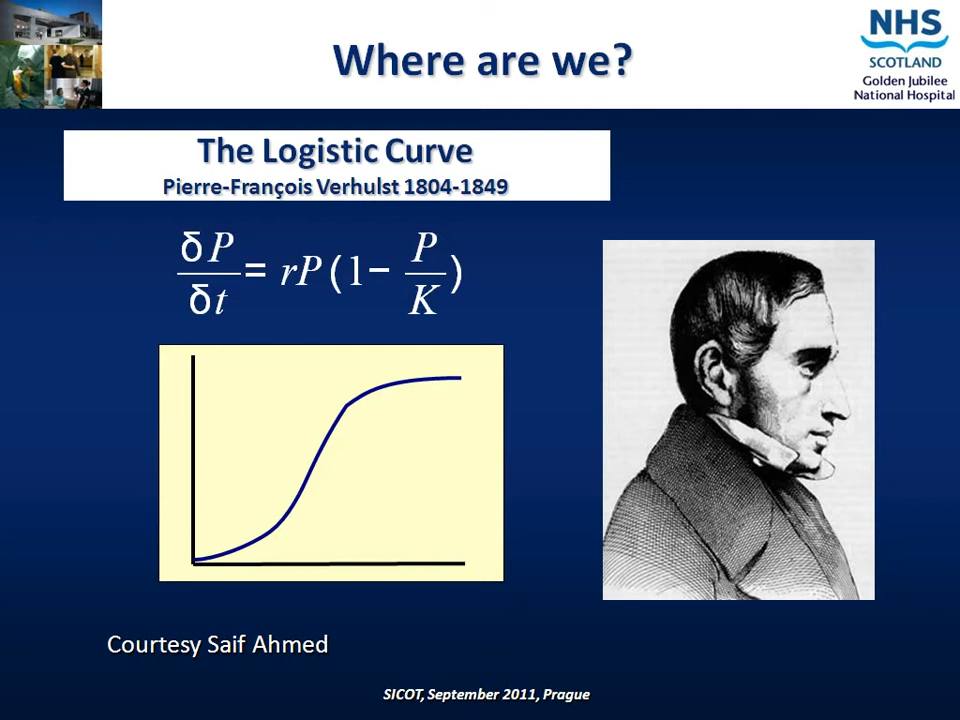 Where are we?
NHS
SCOTLAND
Golden Jubilee
National Hospital
The Logistic Curve
Pierre-François Verhulst 1804-1849
δP/δt = rP(1− P/K)
Courtesy Saif Ahmed
SICOT, September 2011, Prague